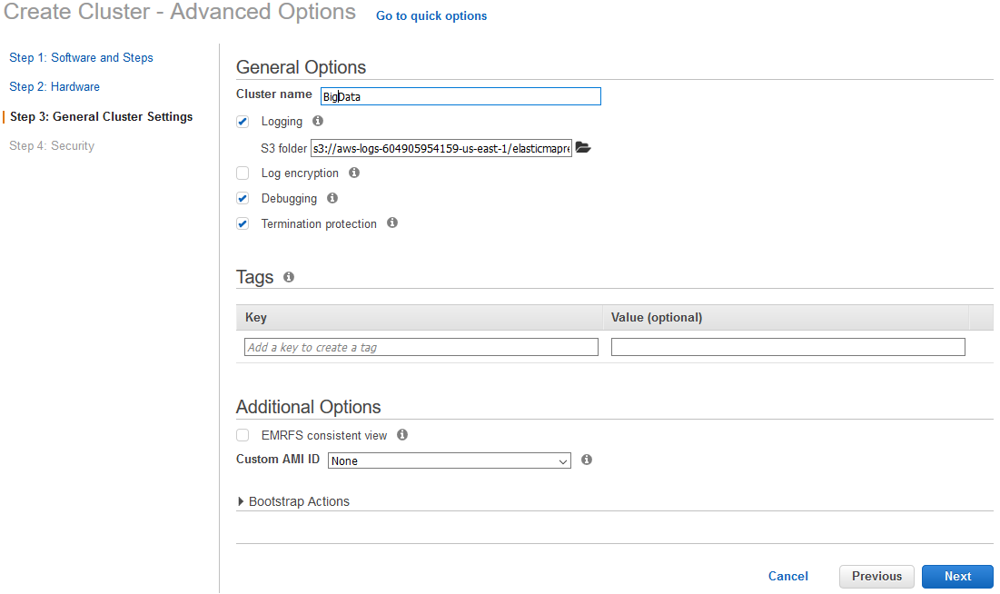 Create Cluster - Advanced Options Go to quick options
Step 1: Software and Steps
Step 2: Hardware
Step 3: General Cluster Settings
Step 4: Security
General Options
Cluster name BigData
Logging
S3 folder s3://aws-logs-604905954159-us-east-1/elasticmapre
Log encryption
Debugging
Termination protection
Tags
Key Value (optional)
Add a key to create a tag
Additional Options
EMRFS consistent view
Custom AMI ID None
Bootstrap Actions
Cancel Previous Next